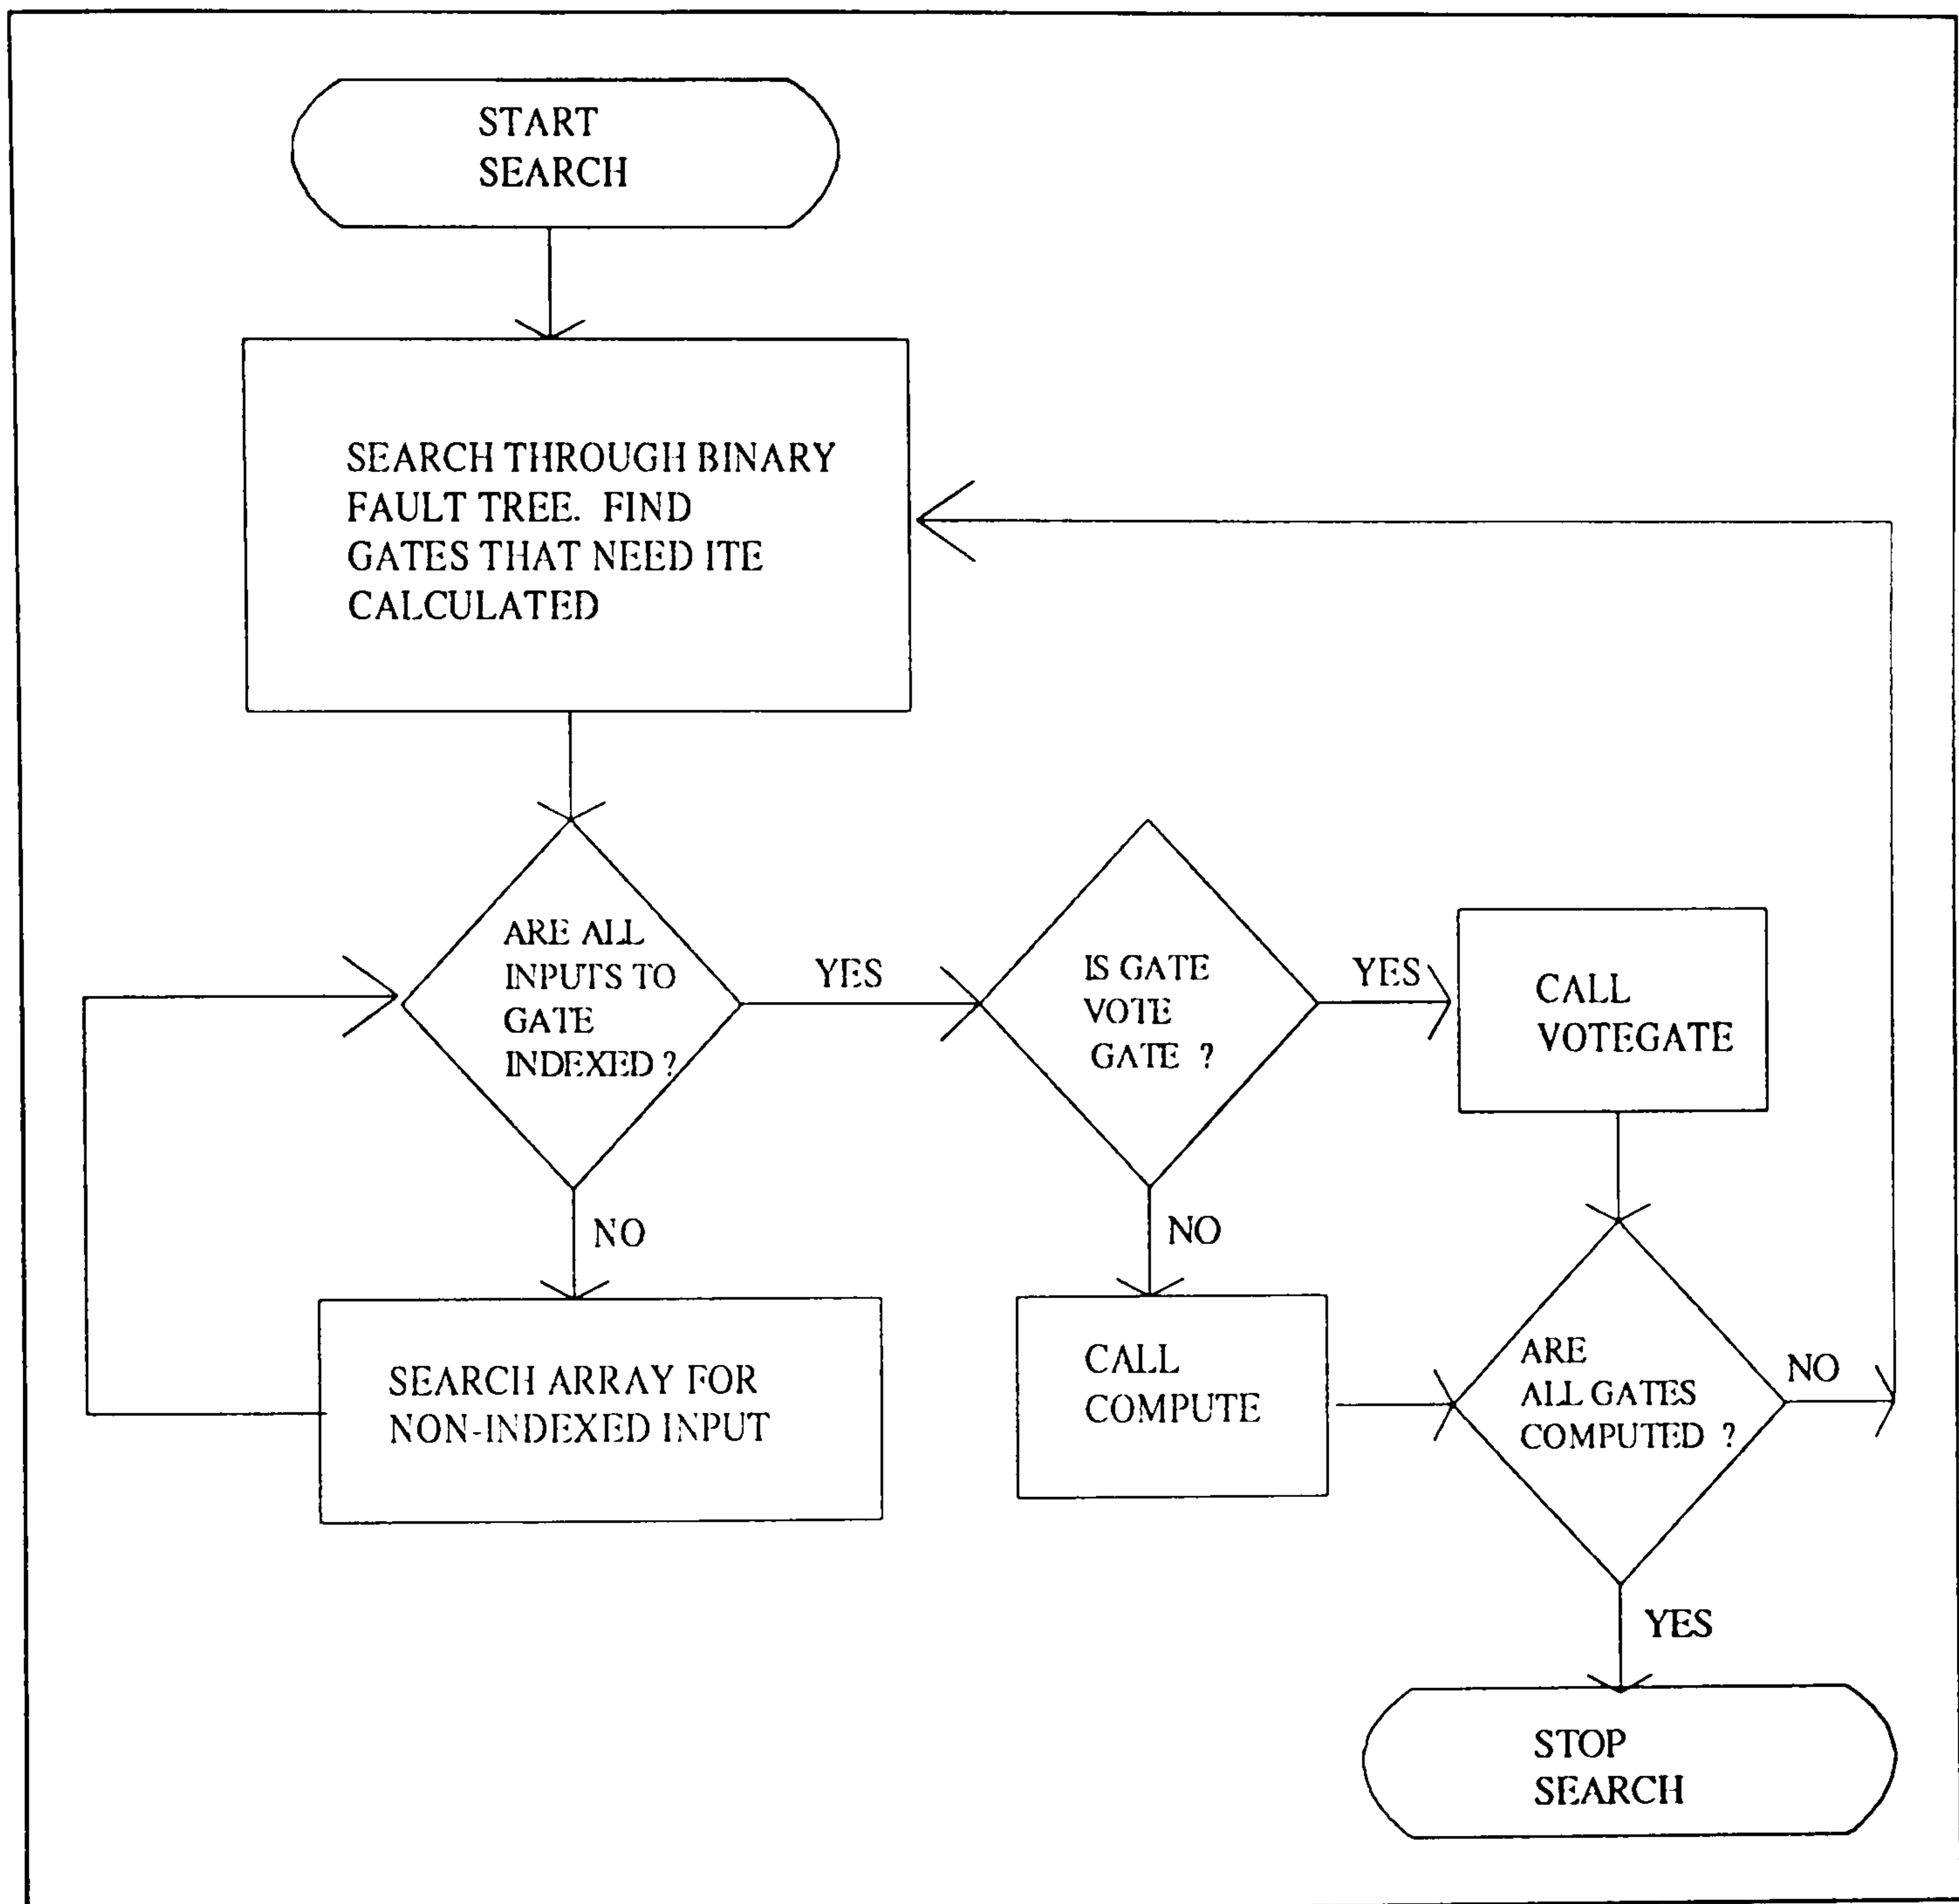 START
SEARCH
SEARCH THROUGH BINARY
FAULT TREE. FIND
GATES THAT NEED ITE
CALCULATED
ARE ALL
INPUTS TO
GATE
INDEXED ?
YES
IS GATE
VOTE
GATE ?
YES
CALL
VOTEGATE
NO
NO
SEARCH ARRAY FOR
NON-INDEXED INPUT
CALL
COMPUTE
ARE
ALL GATES
COMPUTED ?
NO
YES
STOP
SEARCH